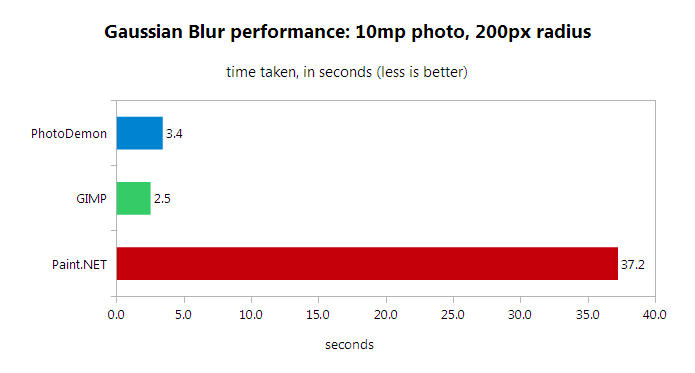 Gaussian Blur performance: 10mp photo, 200px radius
time taken, in seconds (less is better)
PhotoDemon 3.4
GIMP 2.5
Paint.NET 37.2
0.0 5.0 10.0 15.0 20.0 25.0 30.0 35.0 40.0
seconds